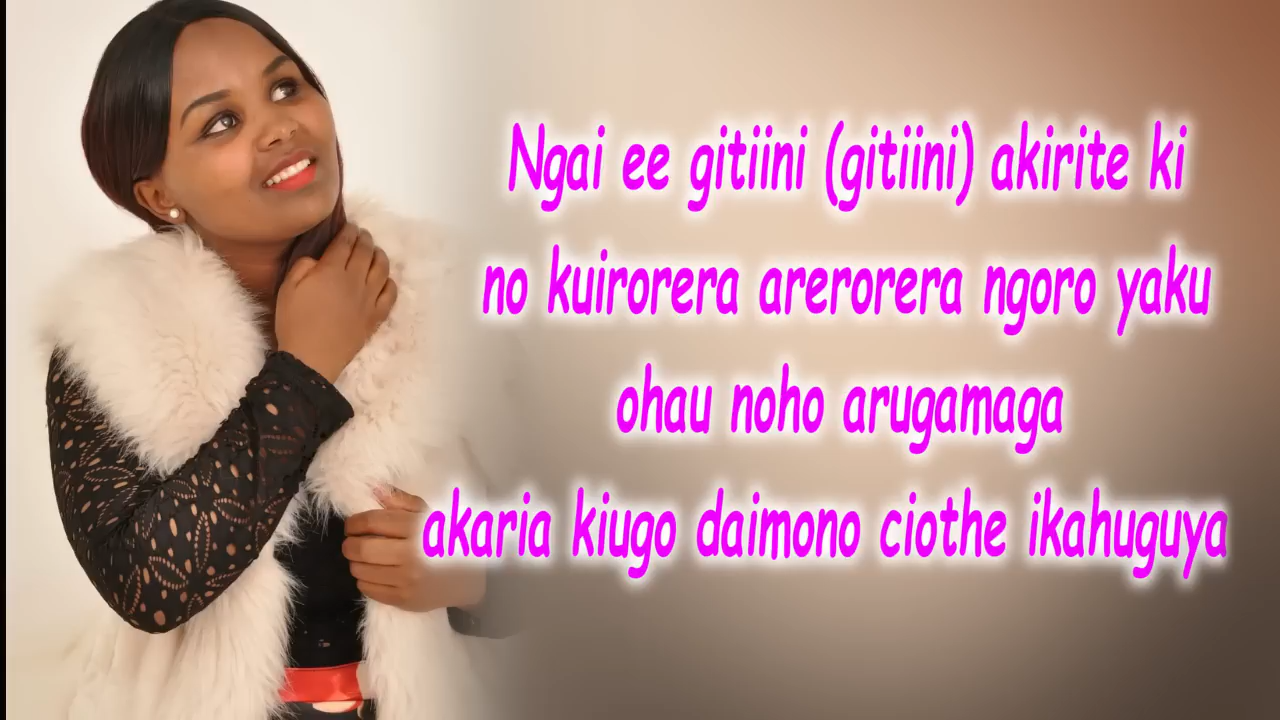 Ngai ee gitiini (gitiini) akirite ki
no kuirorera arerorera ngoro yaku
ohau noho arugamaga
akaria kiugo daimono ciothe ikahuguya